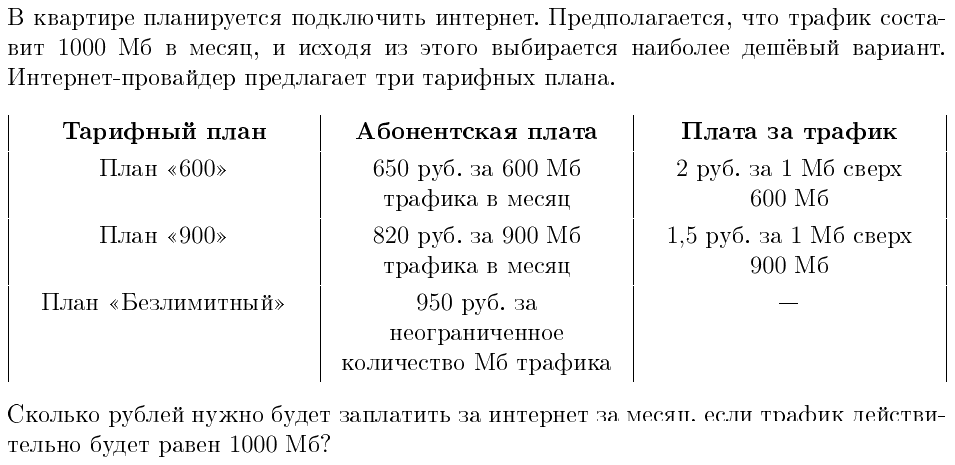 В квартире планируется подключить интернет. Предполагается, что трафик соста-
вит 1000 Мб в месяц, и исходя из этого выбирается наиболее дешёвый вариант.
Интернет-провайдер предлагает три тарифных плана.
Тарифный план Абонентская плата Плата за трафик
План «600» 650 руб. за 600 Мб 2 руб. за 1 Мб сверх
трафика в месяц 600 Мб
План «900» 820 руб. за 900 Мб 1,5 руб. за 1 Мб сверх
трафика в месяц 900 Мб
План «Безлимитный» 950 руб. за —
неограниченное
количество Мб трафика
Сколько рублей нужно будет заплатить за интернет за месяц, если трафик действи-
тельно будет равен 1000 Мб?